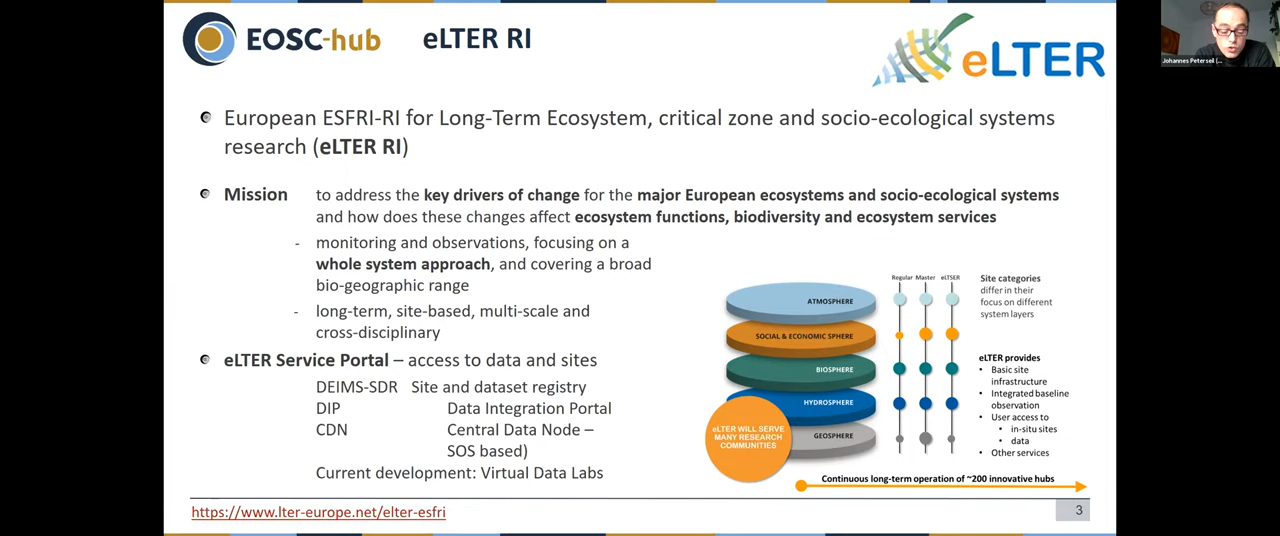 EOSC-hub
eLTER RI
eLTER
Johannes Peterseil (...
European ESFRI-RI for Long-Term Ecosystem, critical zone and socio-ecological systems
research (eLTER RI)
Mission to address the key drivers of change for the major European ecosystems and socio-ecological systems
and how does these changes affect ecosystem functions, biodiversity and ecosystem services
- monitoring and observations, focusing on a
whole system approach, and covering a broad
bio-geographic range
- long-term, site-based, multi-scale and
cross-disciplinary
eLTER Service Portal – access to data and sites
DEIMS-SDR Site and dataset registry
DIP Data Integration Portal
CDN Central Data Node –
SOS based)
Current development: Virtual Data Labs
Regular Master eLTSER
ATMOSPHERE
SOCIAL & ECONOMIC SPHERE
BIOSPHERE
HYDROSPHERE
GEOSPHERE
eLTER WILL SERVE
MANY RESEARCH
COMMUNITIES
Site categories
differ in their
focus on different
system layers
eLTER provides
• Basic site
infrastructure
• Integrated baseline
observation
• User access to
• in-situ sites
• data
• Other services
Continuous long-term operation of ~200 innovative hubs
https://www.lter-europe.net/elter-esfri
3